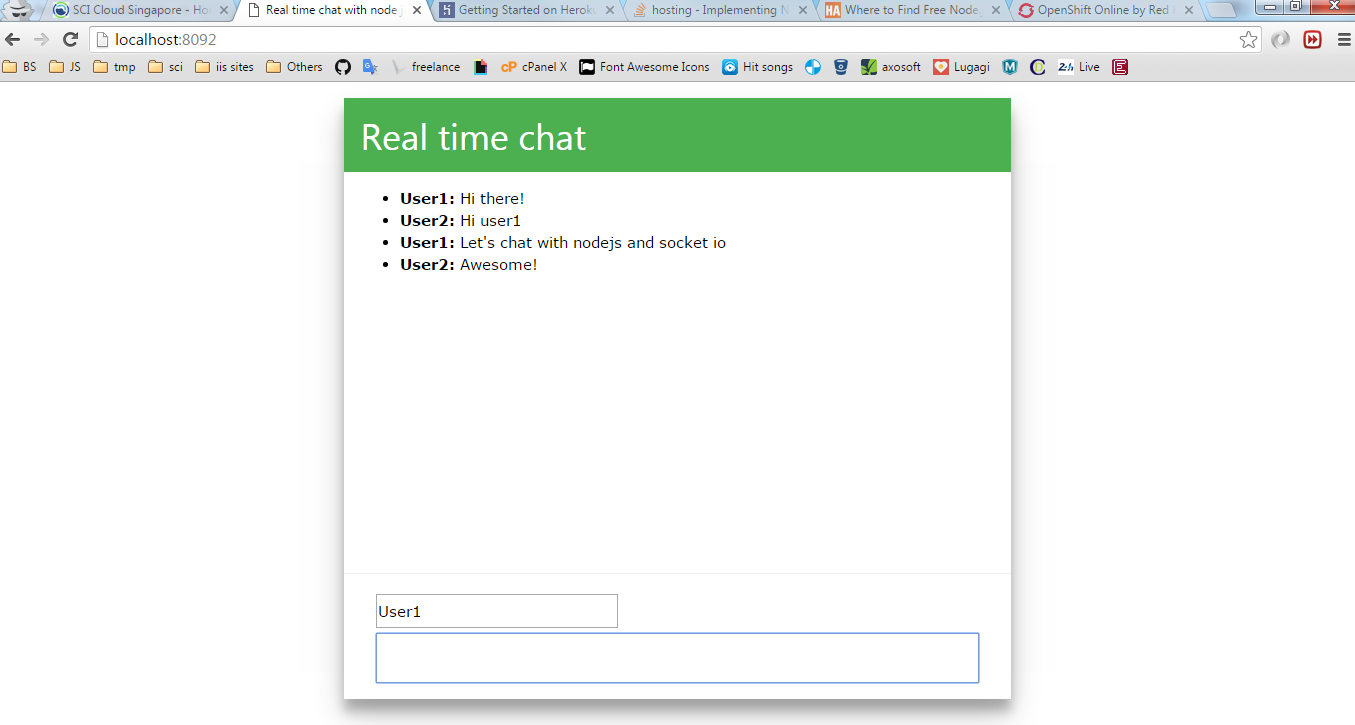 SCI Cloud Singapore - Ho
Real time chat with node
Getting Started on Heroku
hosting - Implementing N
Where to Find Free Node
OpenShift Online by Red
localhost:8092
BS JS tmp sci iis sites Others freelance cPanel X Font Awesome Icons Hit songs axosoft Lugagi Live
Real time chat
User1: Hi there!
User2: Hi user1
User1: Let's chat with nodejs and socket io
User2: Awesome!
User1